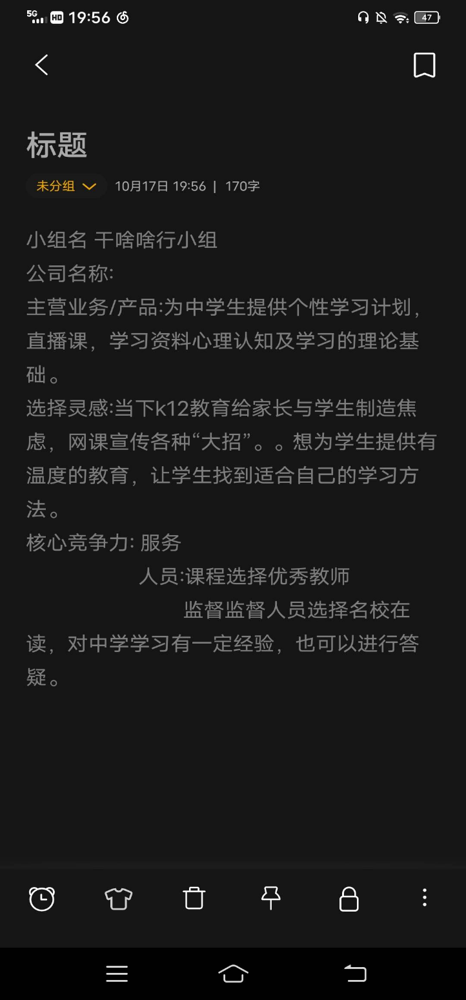 5G HD 19:56 47
标题
未分组 10月17日 19:56 | 170字
小组名 干啥啥行小组
公司名称:
主营业务/产品:为中学生提供个性学习计划，
直播课，学习资料心理认知及学习的理论基
础。
选择灵感:当下k12教育给家长与学生制造焦
虑，网课宣传各种“大招”。。想为学生提供有
温度的教育，让学生找到适合自己的学习方
法。
核心竞争力: 服务
人员:课程选择优秀教师
监督监督人员选择名校在
读，对中学学习有一定经验，也可以进行答
疑。